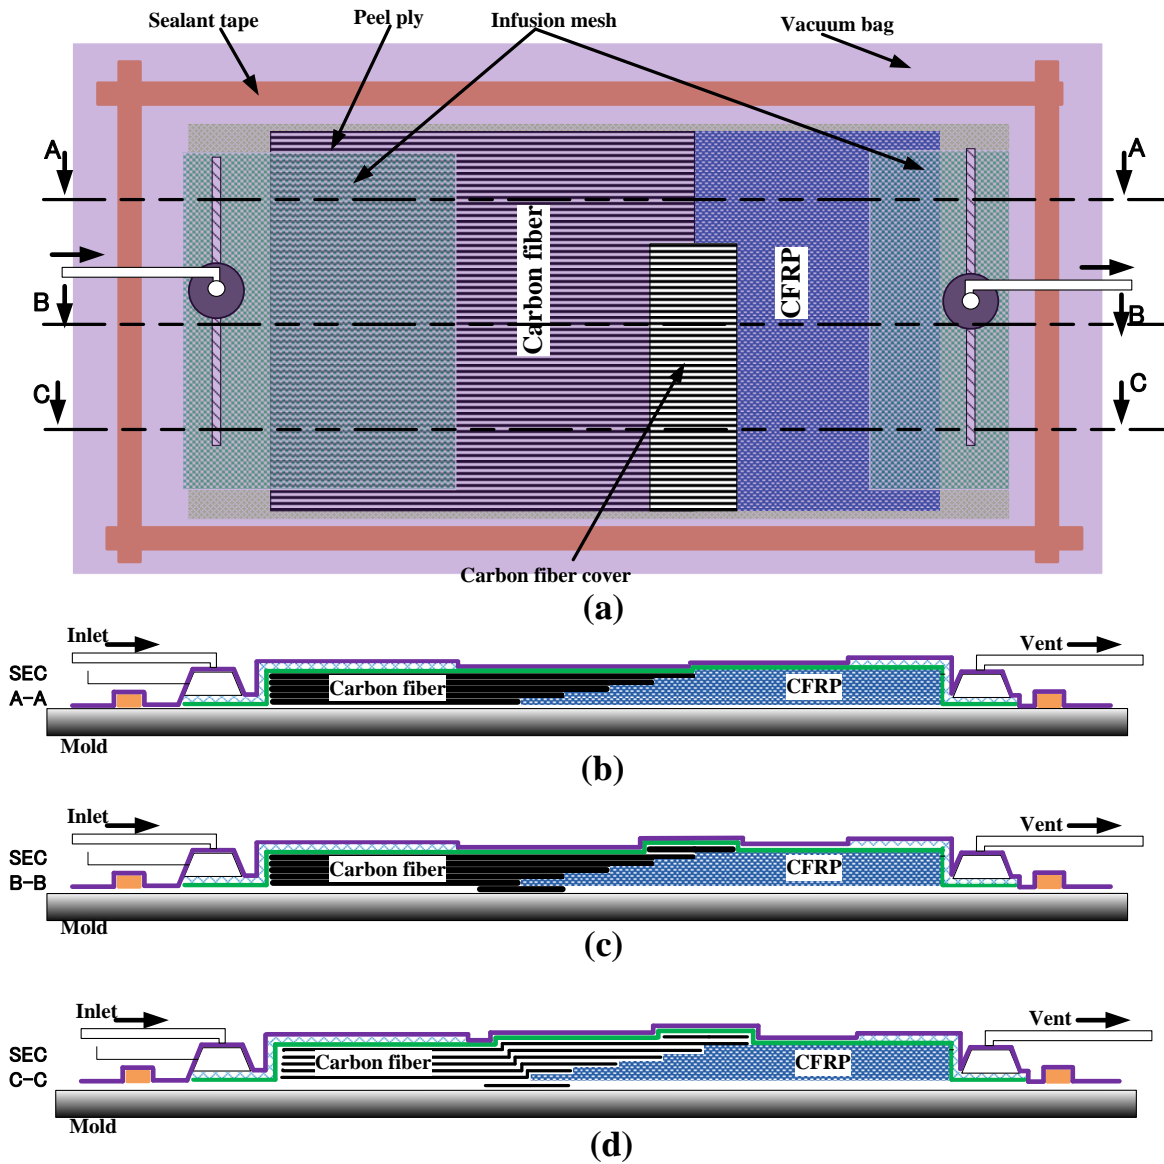 Sealant tape
Peel ply
Infusion mesh
Vacuum bag
A
A
Carbon fiber
CFRP
B
B
C
C
Carbon fiber cover
(a)
Inlet
Vent
SEC
A-A
Carbon fiber
CFRP
Mold
(b)
Inlet
Vent
SEC
B-B
Carbon fiber
CFRP
Mold
(c)
Inlet
Vent
SEC
C-C
Carbon fiber
CFRP
Mold
(d)